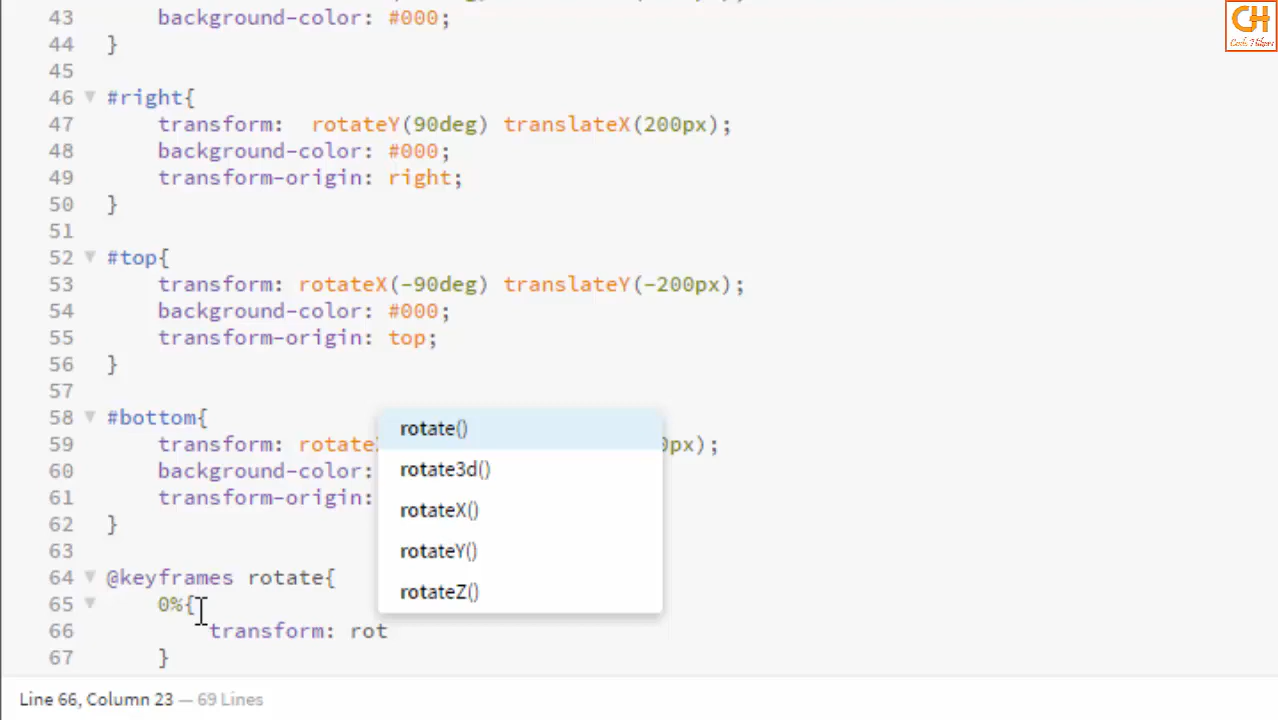 CH
Code Hikers
43 background-color: #000;
44 }
45
46 #right{
47 transform:  rotateY(90deg) translateX(200px);
48 background-color: #000;
49 transform-origin: right;
50 }
51
52 #top{
53 transform: rotateX(-90deg) translateY(-200px);
54 background-color: #000;
55 transform-origin: top;
56 }
57
58 #bottom{
59 transform: rotate 0px);
60 background-color:
61 transform-origin:
62 }
63
64 @keyframes rotate{
65 0%{
66 transform: rot
67 }
rotate()
rotate3d()
rotateX()
rotateY()
rotateZ()
Line 66, Column 23 — 69 Lines